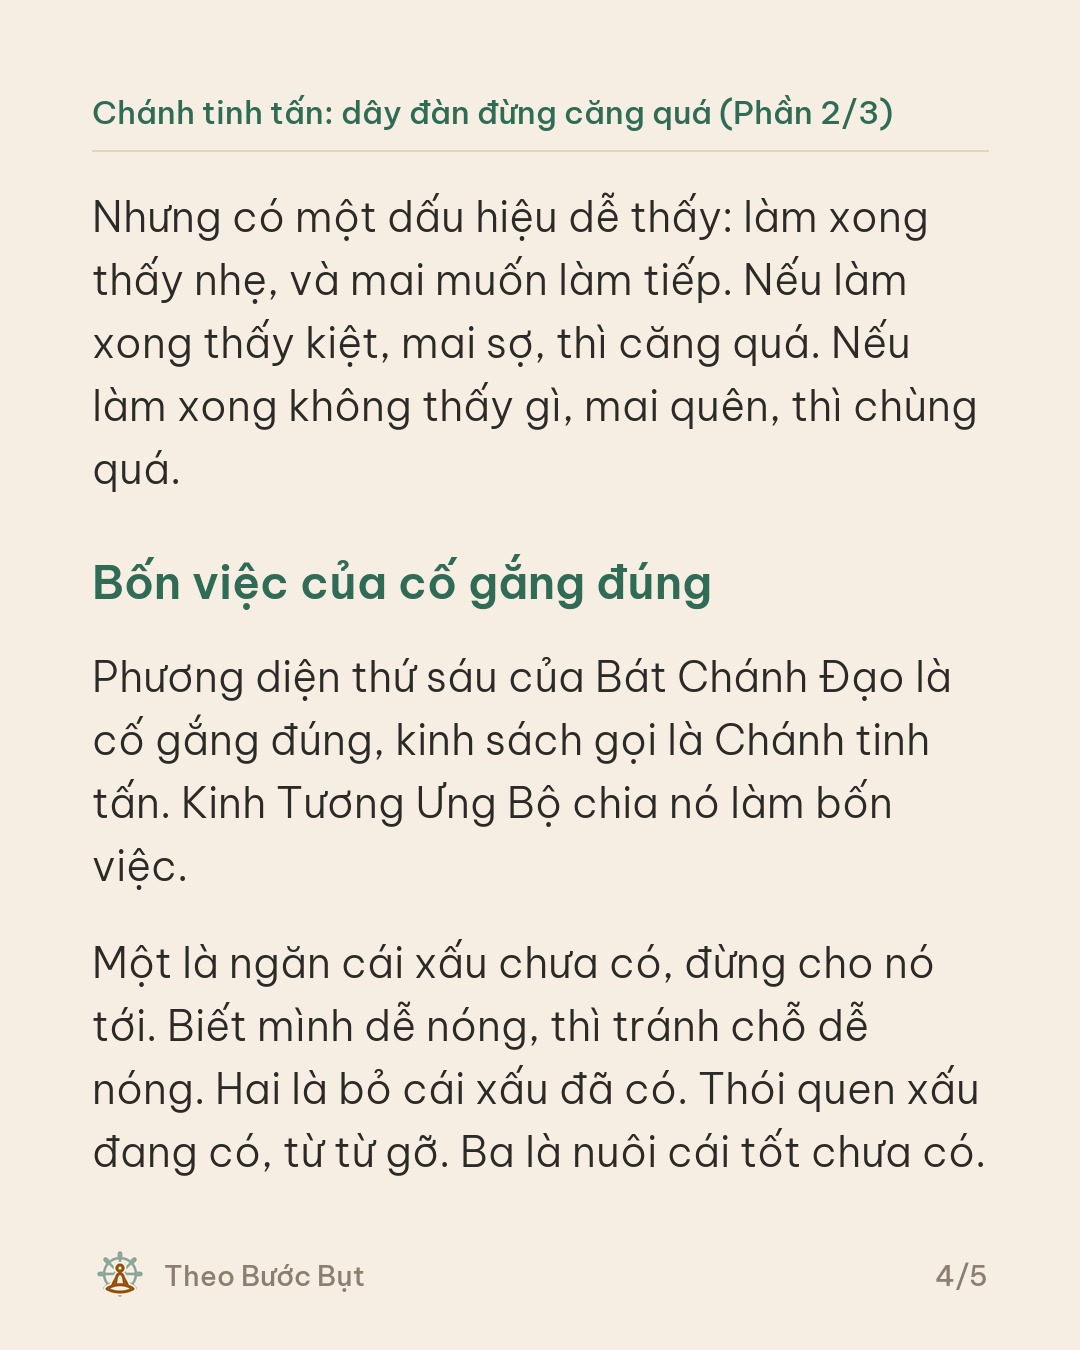 Chánh tinh tấn: dây đàn đừng căng quá (Phần 2/3)
Nhưng có một dấu hiệu dễ thấy: làm xong
thấy nhẹ, và mai muốn làm tiếp. Nếu làm
xong thấy kiệt, mai sợ, thì căng quá. Nếu
làm xong không thấy gì, mai quên, thì chùng
quá.
Bốn việc của cố gắng đúng
Phương diện thứ sáu của Bát Chánh Đạo là
cố gắng đúng, kinh sách gọi là Chánh tinh
tấn. Kinh Tương Ưng Bộ chia nó làm bốn
việc.
Một là ngăn cái xấu chưa có, đừng cho nó
tới. Biết mình dễ nóng, thì tránh chỗ dễ
nóng. Hai là bỏ cái xấu đã có. Thói quen xấu
đang có, từ từ gỡ. Ba là nuôi cái tốt chưa có.
Theo Bước Bụt
4/5